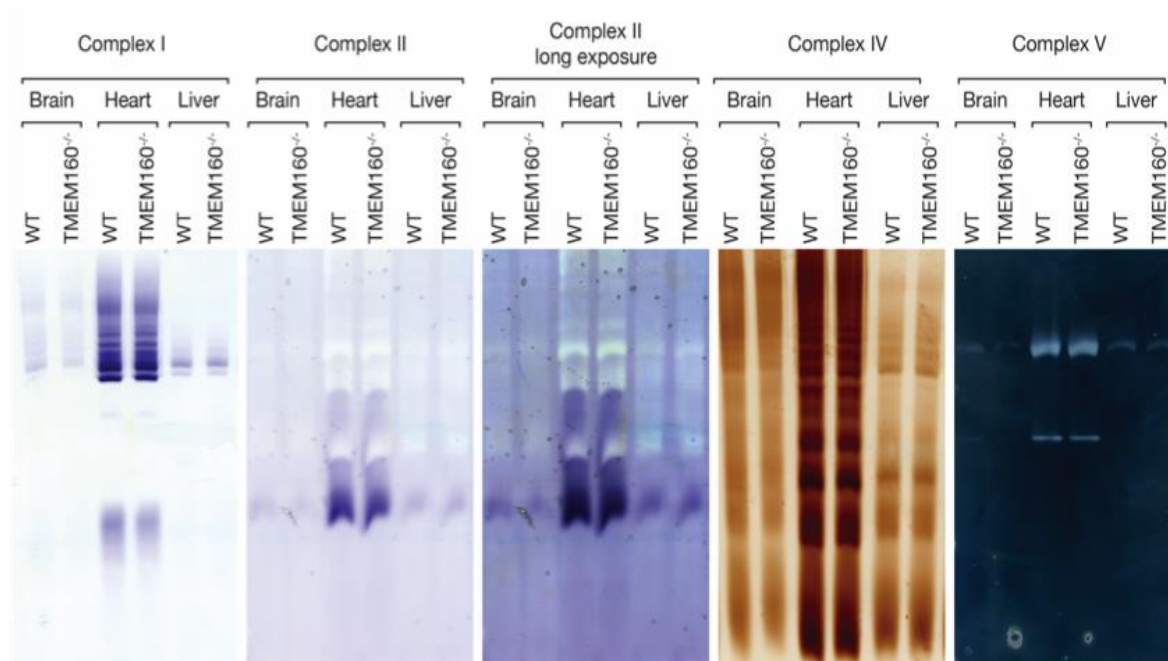 Complex I Complex II Complex II Complex IV Complex V
long exposure
Brain Heart Liver Brain Heart Liver Brain Heart Liver Brain Heart Liver Brain Heart Liver
WT TMEM160-/- WT TMEM160-/- WT TMEM160-/- WT TMEM160-/- WT TMEM160-/- WT TMEM160-/- WT TMEM160-/- WT TMEM160-/- WT TMEM160-/- WT TMEM160-/- WT TMEM160-/- WT TMEM160-/- WT TMEM160-/- WT TMEM160-/- WT TMEM160-/-